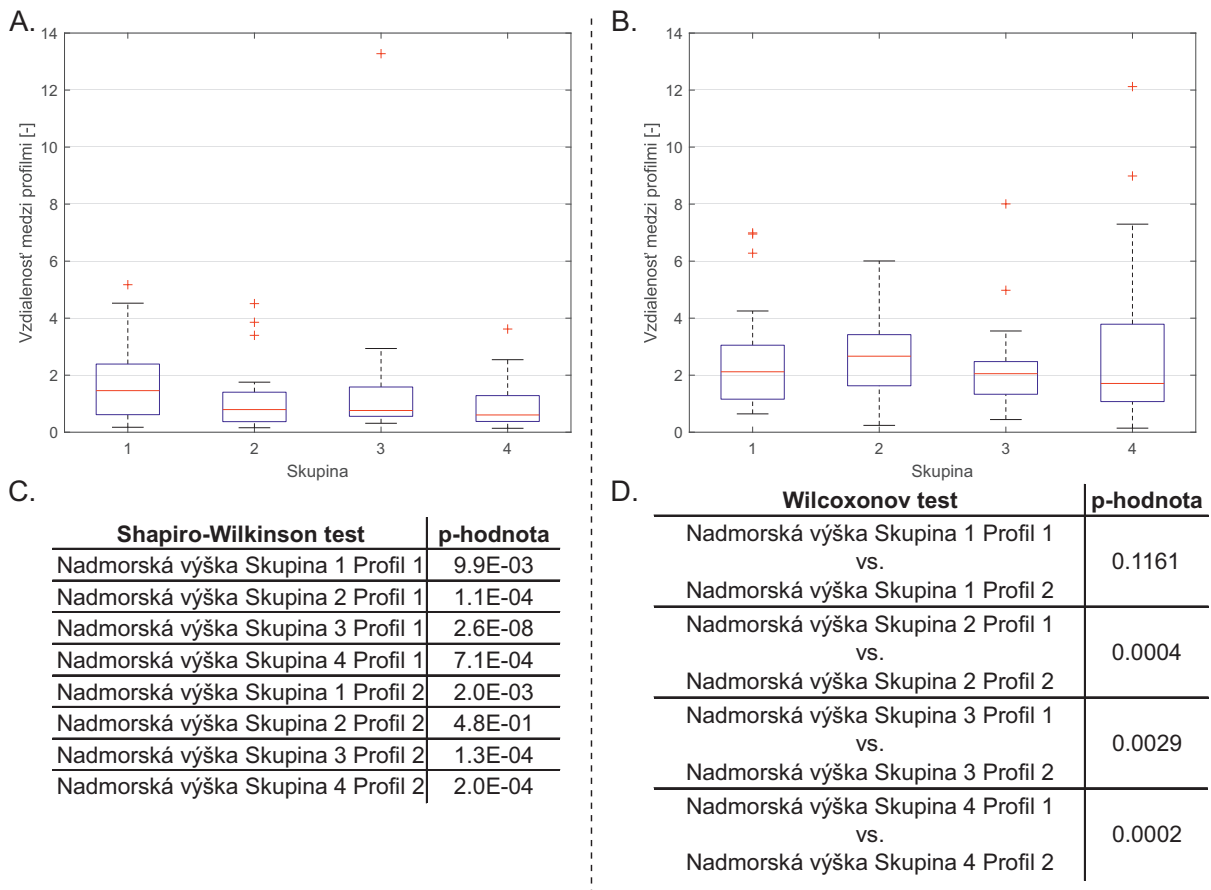 A.
Vzdialenosť medzi profilmi [-]
14
12
10
8
6
4
2
0
1 2 3 4
Skupina
B.
Vzdialenosť medzi profilmi [-]
14
12
10
8
6
4
2
0
1 2 3 4
Skupina
C.
Shapiro-Wilkinson test p-hodnota
Nadmorská výška Skupina 1 Profil 1 9.9E-03
Nadmorská výška Skupina 2 Profil 1 1.1E-04
Nadmorská výška Skupina 3 Profil 1 2.6E-08
Nadmorská výška Skupina 4 Profil 1 7.1E-04
Nadmorská výška Skupina 1 Profil 2 2.0E-03
Nadmorská výška Skupina 2 Profil 2 4.8E-01
Nadmorská výška Skupina 3 Profil 2 1.3E-04
Nadmorská výška Skupina 4 Profil 2 2.0E-04
D.
Wilcoxonov test p-hodnota
Nadmorská výška Skupina 1 Profil 1
vs. 0.1161
Nadmorská výška Skupina 1 Profil 2
Nadmorská výška Skupina 2 Profil 1
vs. 0.0004
Nadmorská výška Skupina 2 Profil 2
Nadmorská výška Skupina 3 Profil 1
vs. 0.0029
Nadmorská výška Skupina 3 Profil 2
Nadmorská výška Skupina 4 Profil 1
vs. 0.0002
Nadmorská výška Skupina 4 Profil 2